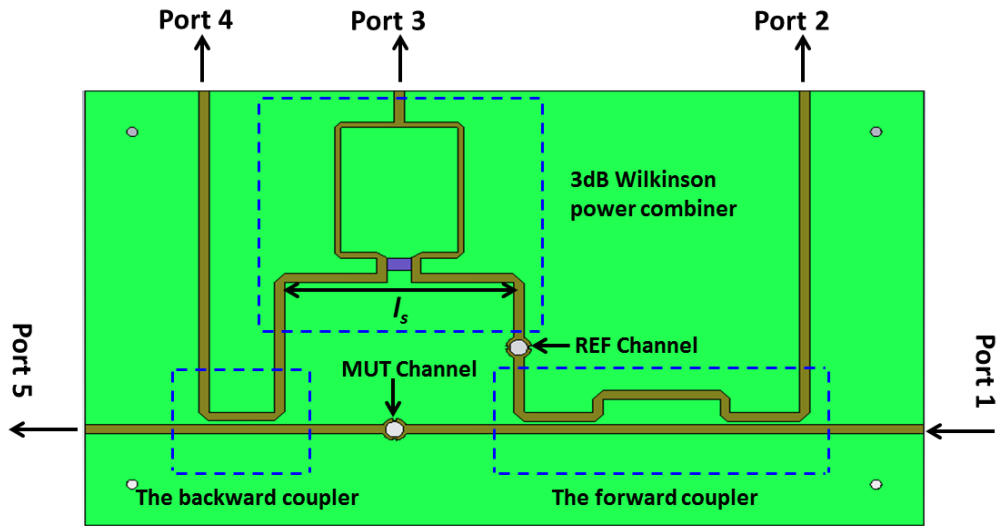 Port 4
Port 3
Port 2
3dB Wilkinson
power combiner
lₛ
REF Channel
MUT Channel
Port 5
Port 1
The backward coupler
The forward coupler